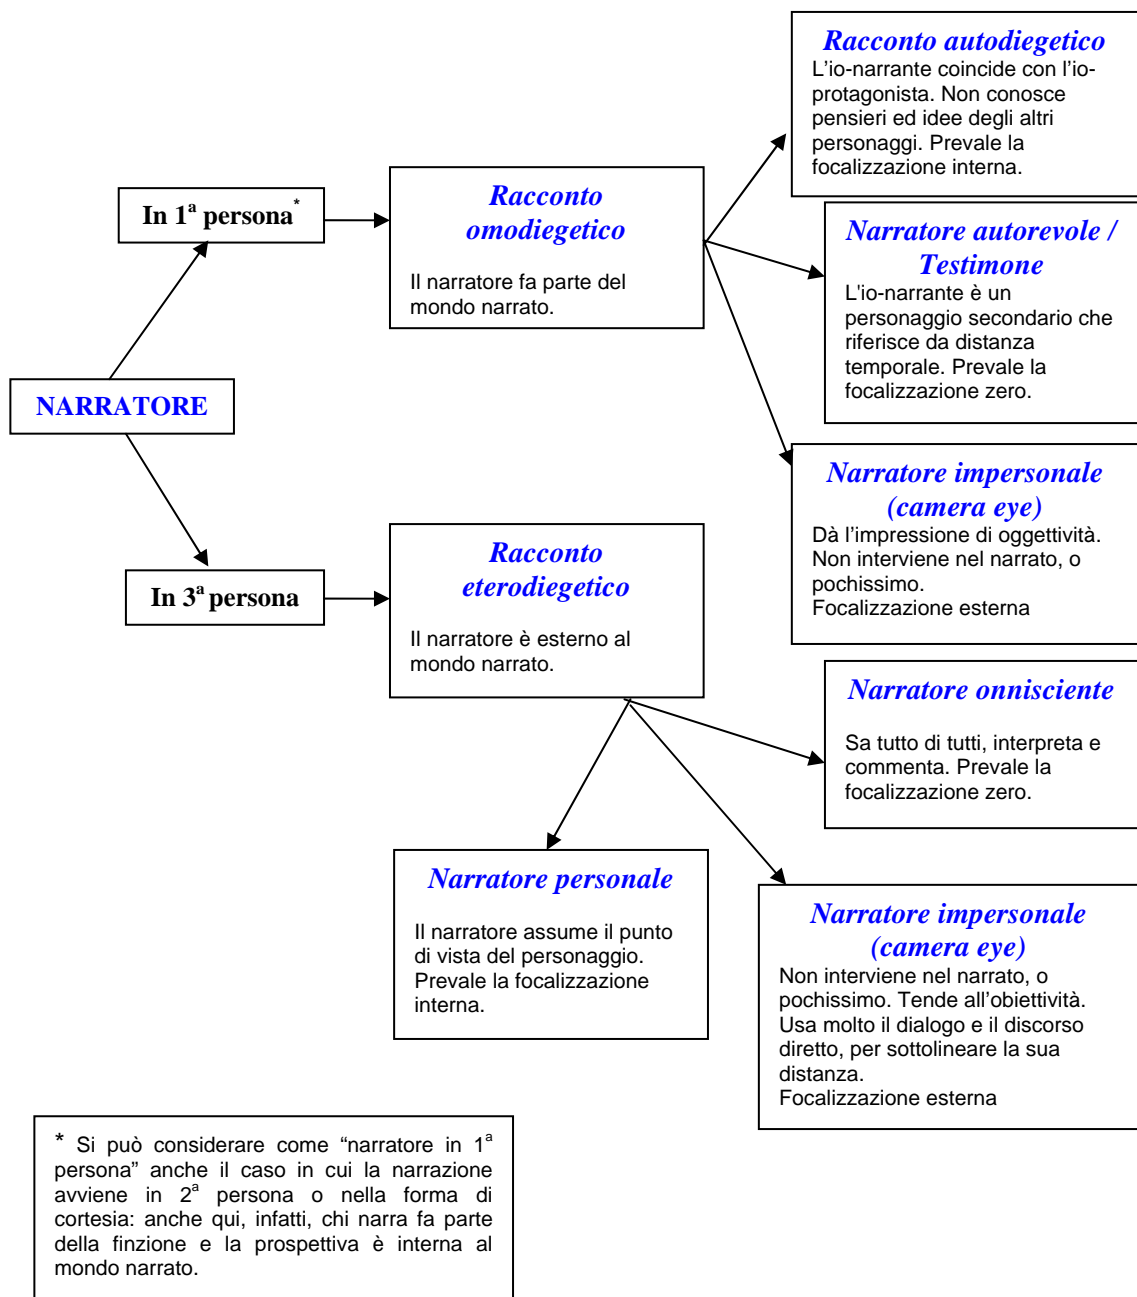 Racconto autodiegetico
L'io-narrante coincide con l'io-
protagonista. Non conosce
pensieri ed idee degli altri
personaggi. Prevale la
focalizzazione interna.
In 1ª persona*
Racconto
omodiegetico
Il narratore fa parte del
mondo narrato.
Narratore autorevole /
Testimone
L'io-narrante è un
personaggio secondario che
riferisce da distanza
temporale. Prevale la
focalizzazione zero.
NARRATORE
Narratore impersonale
(camera eye)
Dà l'impressione di oggettività.
Non interviene nel narrato, o
pochissimo.
Focalizzazione esterna
In 3ª persona
Racconto
eterodiegetico
Il narratore è esterno al
mondo narrato.
Narratore onnisciente
Sa tutto di tutti, interpreta e
commenta. Prevale la
focalizzazione zero.
Narratore personale
Il narratore assume il punto
di vista del personaggio.
Prevale la focalizzazione
interna.
Narratore impersonale
(camera eye)
Non interviene nel narrato, o
pochissimo. Tende all'obiettività.
Usa molto il dialogo e il discorso
diretto, per sottolineare la sua
distanza.
Focalizzazione esterna
* Si può considerare come “narratore in 1ª
persona” anche il caso in cui la narrazione
avviene in 2ª persona o nella forma di
cortesia: anche qui, infatti, chi narra fa parte
della finzione e la prospettiva è interna al
mondo narrato.